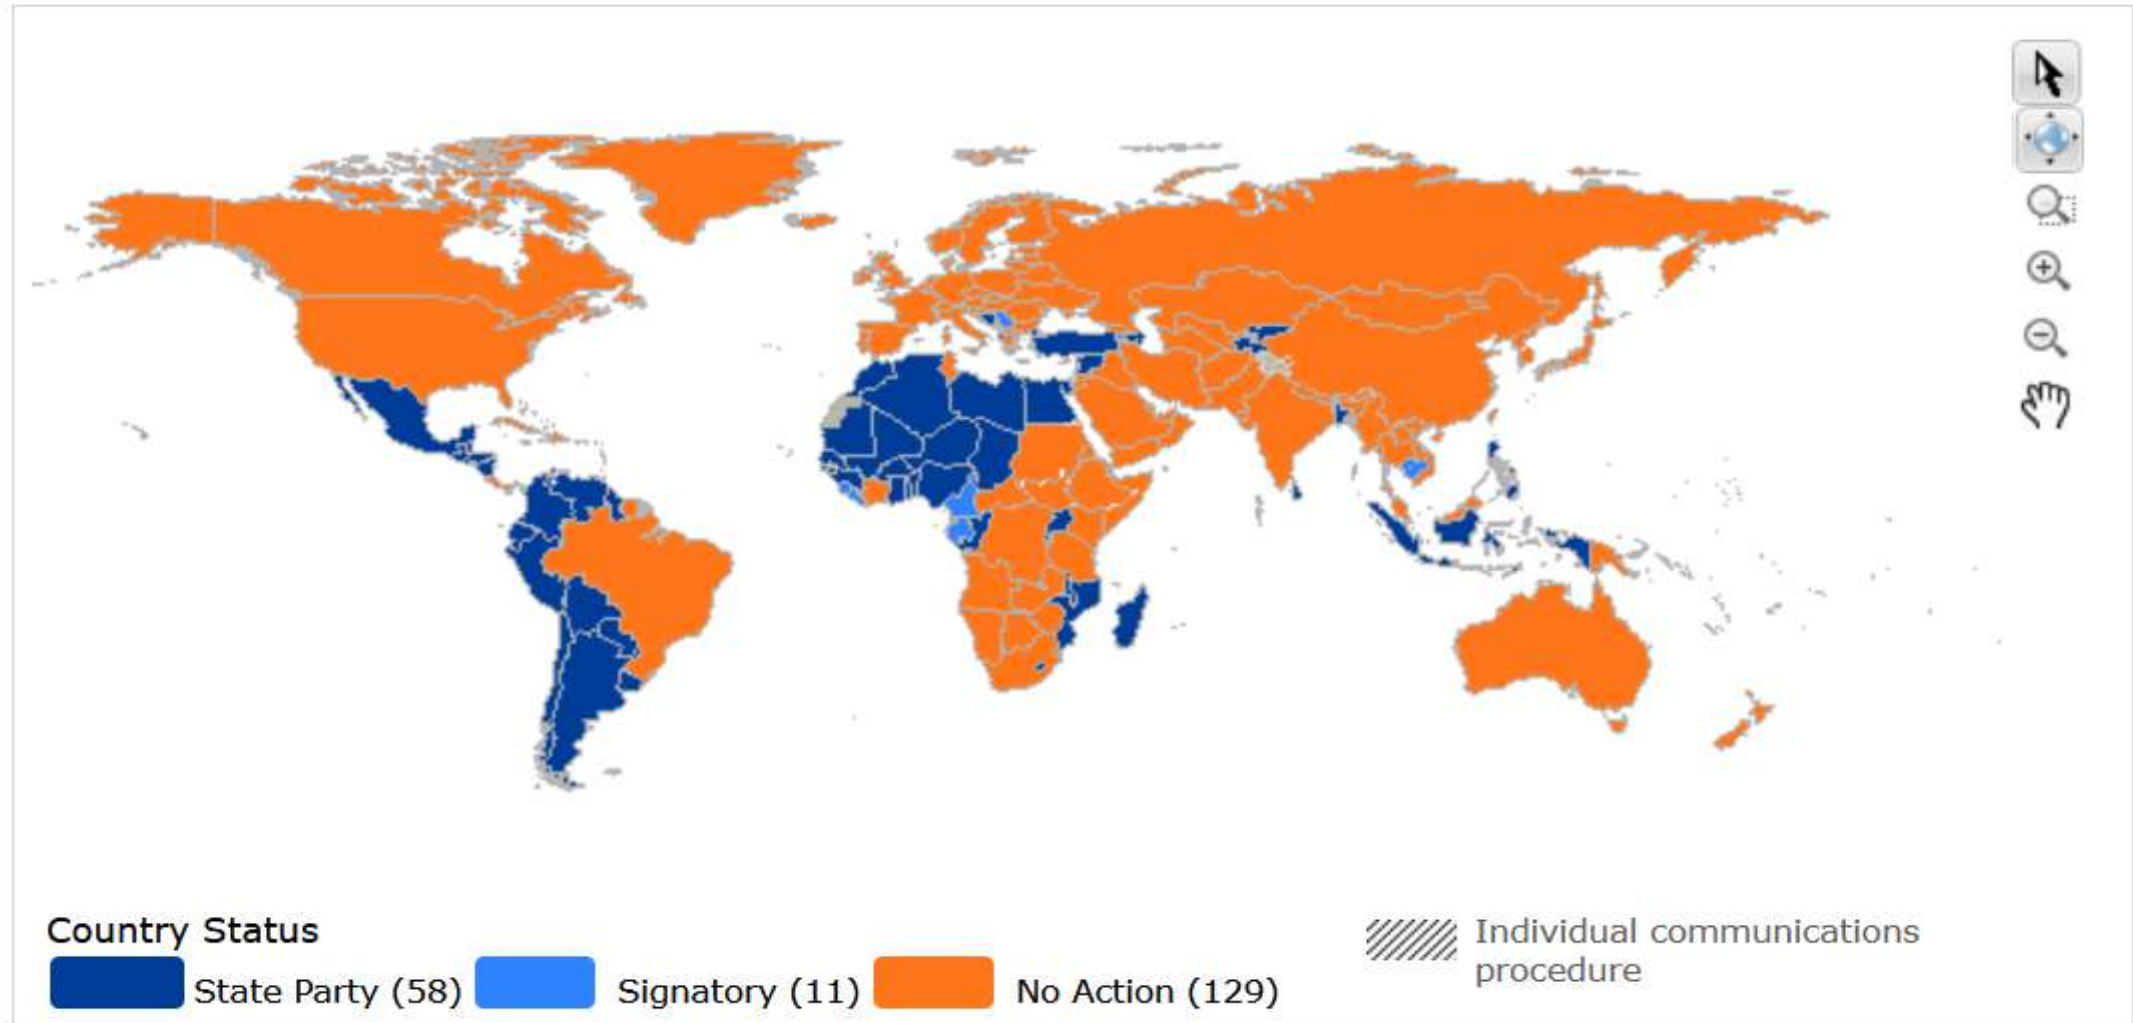 Country Status
State Party (58) Signatory (11) No Action (129)
Individual communications
procedure